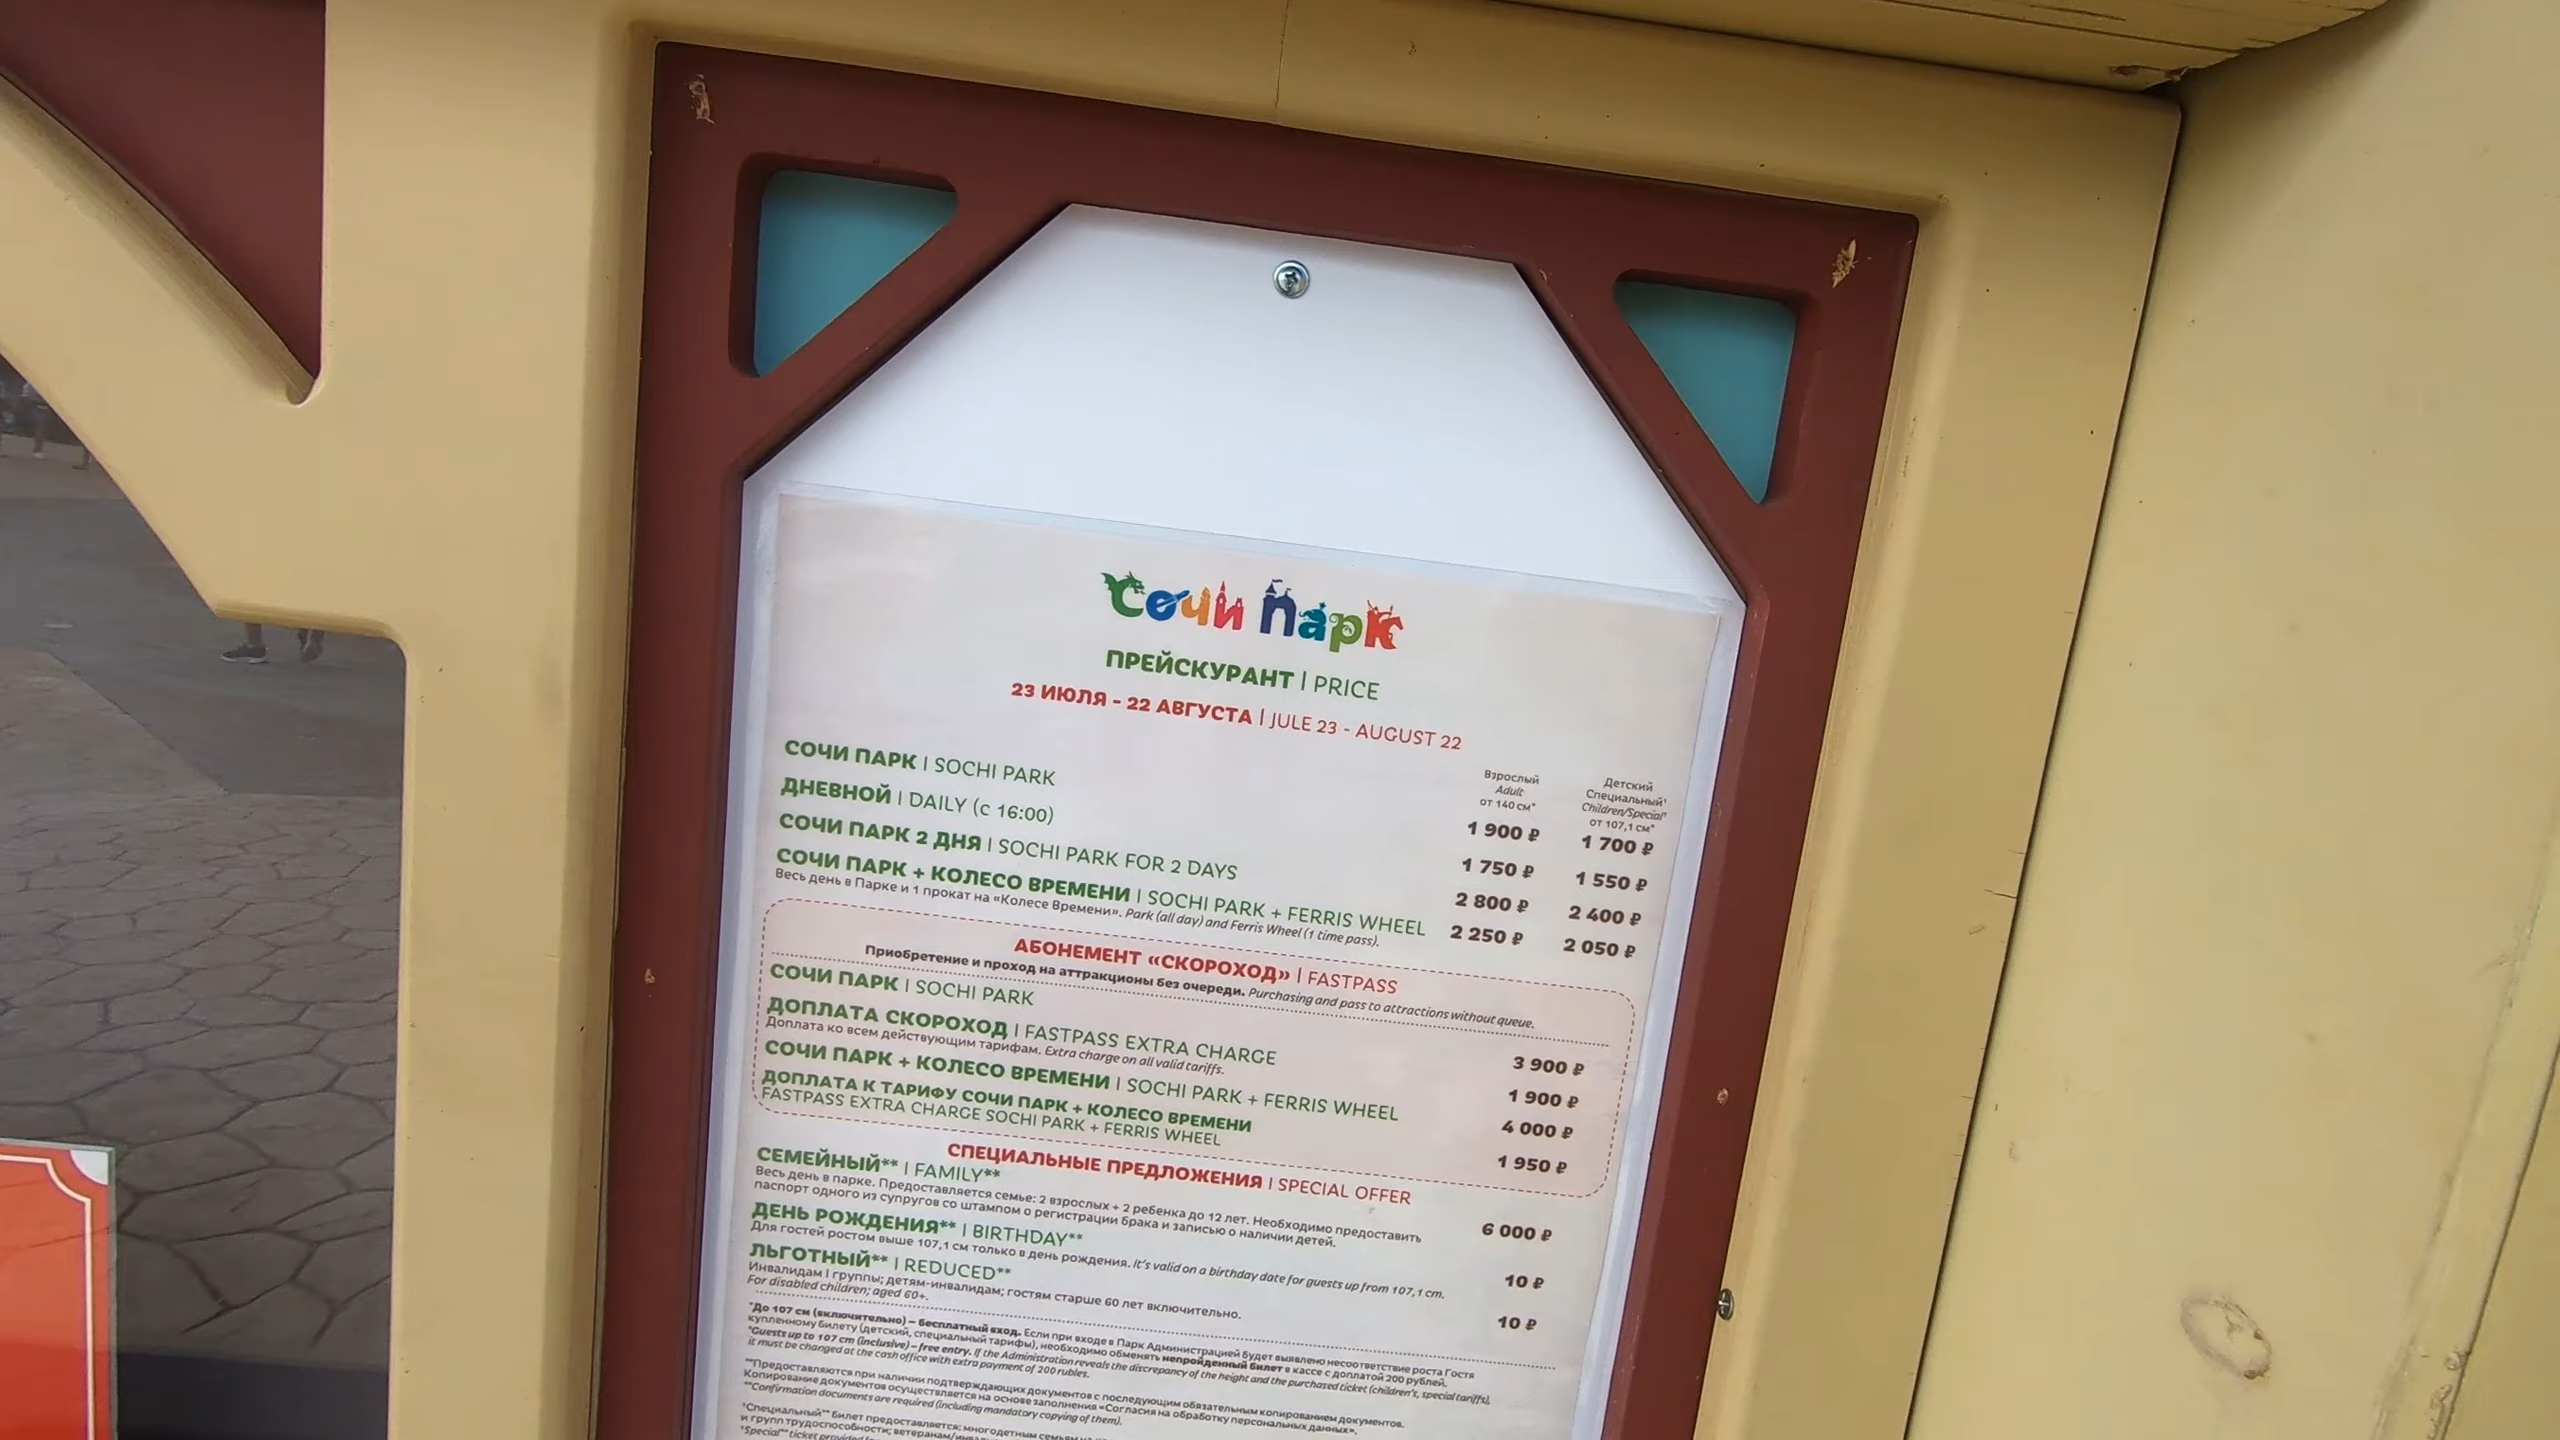 Сочи Парк
ПРЕЙСКУРАНТ | PRICE
23 ИЮЛЯ - 22 АВГУСТА | JULE 23 - AUGUST 22
Взрослый
Adult
от 140 см*
Детский
Специальный¹
Children/Special¹
от 107,1 см*
СОЧИ ПАРК | SOCHI PARK 1 900 ₽ 1 700 ₽
ДНЕВНОЙ | DAILY (с 16:00) 1 750 ₽ 1 550 ₽
СОЧИ ПАРК 2 ДНЯ | SOCHI PARK FOR 2 DAYS 2 800 ₽ 2 400 ₽
СОЧИ ПАРК + КОЛЕСО ВРЕМЕНИ | SOCHI PARK + FERRIS WHEEL 2 250 ₽ 2 050 ₽
Весь день в Парке и 1 прокат на «Колесе Времени». Park (all day) and Ferris Wheel (1 time pass).
АБОНЕМЕНТ «СКОРОХОД» | FASTPASS
Приобретение и проход на аттракционы без очереди. Purchasing and pass to attractions without queue.
СОЧИ ПАРК | SOCHI PARK 3 900 ₽
ДОПЛАТА СКОРОХОД | FASTPASS EXTRA CHARGE 1 900 ₽
Доплата ко всем действующим тарифам. Extra charge on all valid tariffs.
СОЧИ ПАРК + КОЛЕСО ВРЕМЕНИ | SOCHI PARK + FERRIS WHEEL 4 000 ₽
ДОПЛАТА К ТАРИФУ СОЧИ ПАРК + КОЛЕСО ВРЕМЕНИ 1 950 ₽
FASTPASS EXTRA CHARGE SOCHI PARK + FERRIS WHEEL
СПЕЦИАЛЬНЫЕ ПРЕДЛОЖЕНИЯ | SPECIAL OFFER
СЕМЕЙНЫЙ** | FAMILY** 6 000 ₽
Весь день в парке. Предоставляется семье: 2 взрослых + 2 ребенка до 12 лет. Необходимо предоставить
паспорт одного из супругов со штампом о регистрации брака и записью о наличии детей.
ДЕНЬ РОЖДЕНИЯ** | BIRTHDAY** 10 ₽
Для гостей ростом выше 107,1 см только в день рождения. It's valid on a birthday date for guests up from 107,1 cm.
ЛЬГОТНЫЙ** | REDUCED** 10 ₽
Инвалидам I группы; детям-инвалидам; гостям старше 60 лет включительно.
For disabled children; aged 60+.
*До 107 см (включительно) – бесплатный вход. Если при входе в Парк Администрацией будет выявлено несоответствие роста Гостя
купленному билету (детский, специальный тарифы), необходимо обменять непройденный билет в кассе с доплатой 200 рублей.
*Guests up to 107 cm (inclusive) – free entry. If the Administration reveals the discrepancy of the height and the purchased ticket (children's, special tariffs),
it must be changed at the cash office with extra payment of 200 rubles.
**Предоставляются при наличии подтверждающих документов с последующим обязательным копированием документов.
Копирование документов осуществляется на основе заполнения «Согласия на обработку персональных данных».
**Confirmation documents are required (including mandatory copying of them).
¹Специальный** билет предоставляется: многодетным семьям
и групп трудоспособности; ветеранам/
¹Special** ticket provided